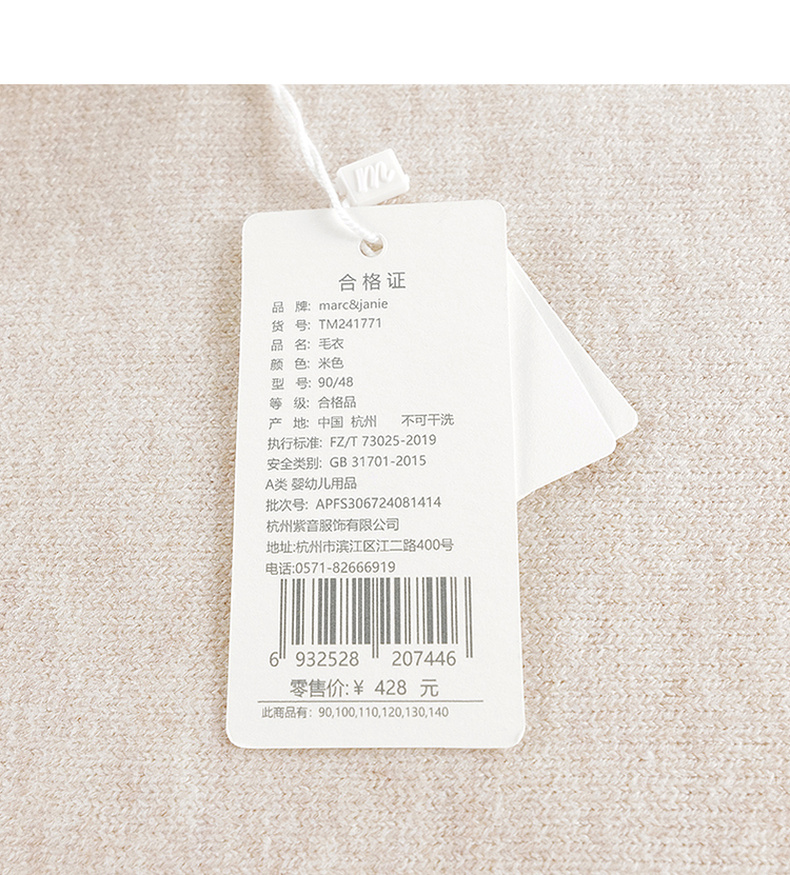 m
合格证
品 牌: marc&janie
货 号: TM241771
品 名: 毛衣
颜 色: 米色
型 号: 90/48
等 级: 合格品
产 地: 中国 杭州 不可干洗
执行标准: FZ/T 73025-2019
安全类别: GB 31701-2015
A类 婴幼儿用品
批次号: APFS306724081414
杭州紫音服饰有限公司
地址:杭州市滨江区江二路400号
电话:0571-82666919
6 932528 207446
零售价:¥ 428 元
此商品有: 90,100,110,120,130,140